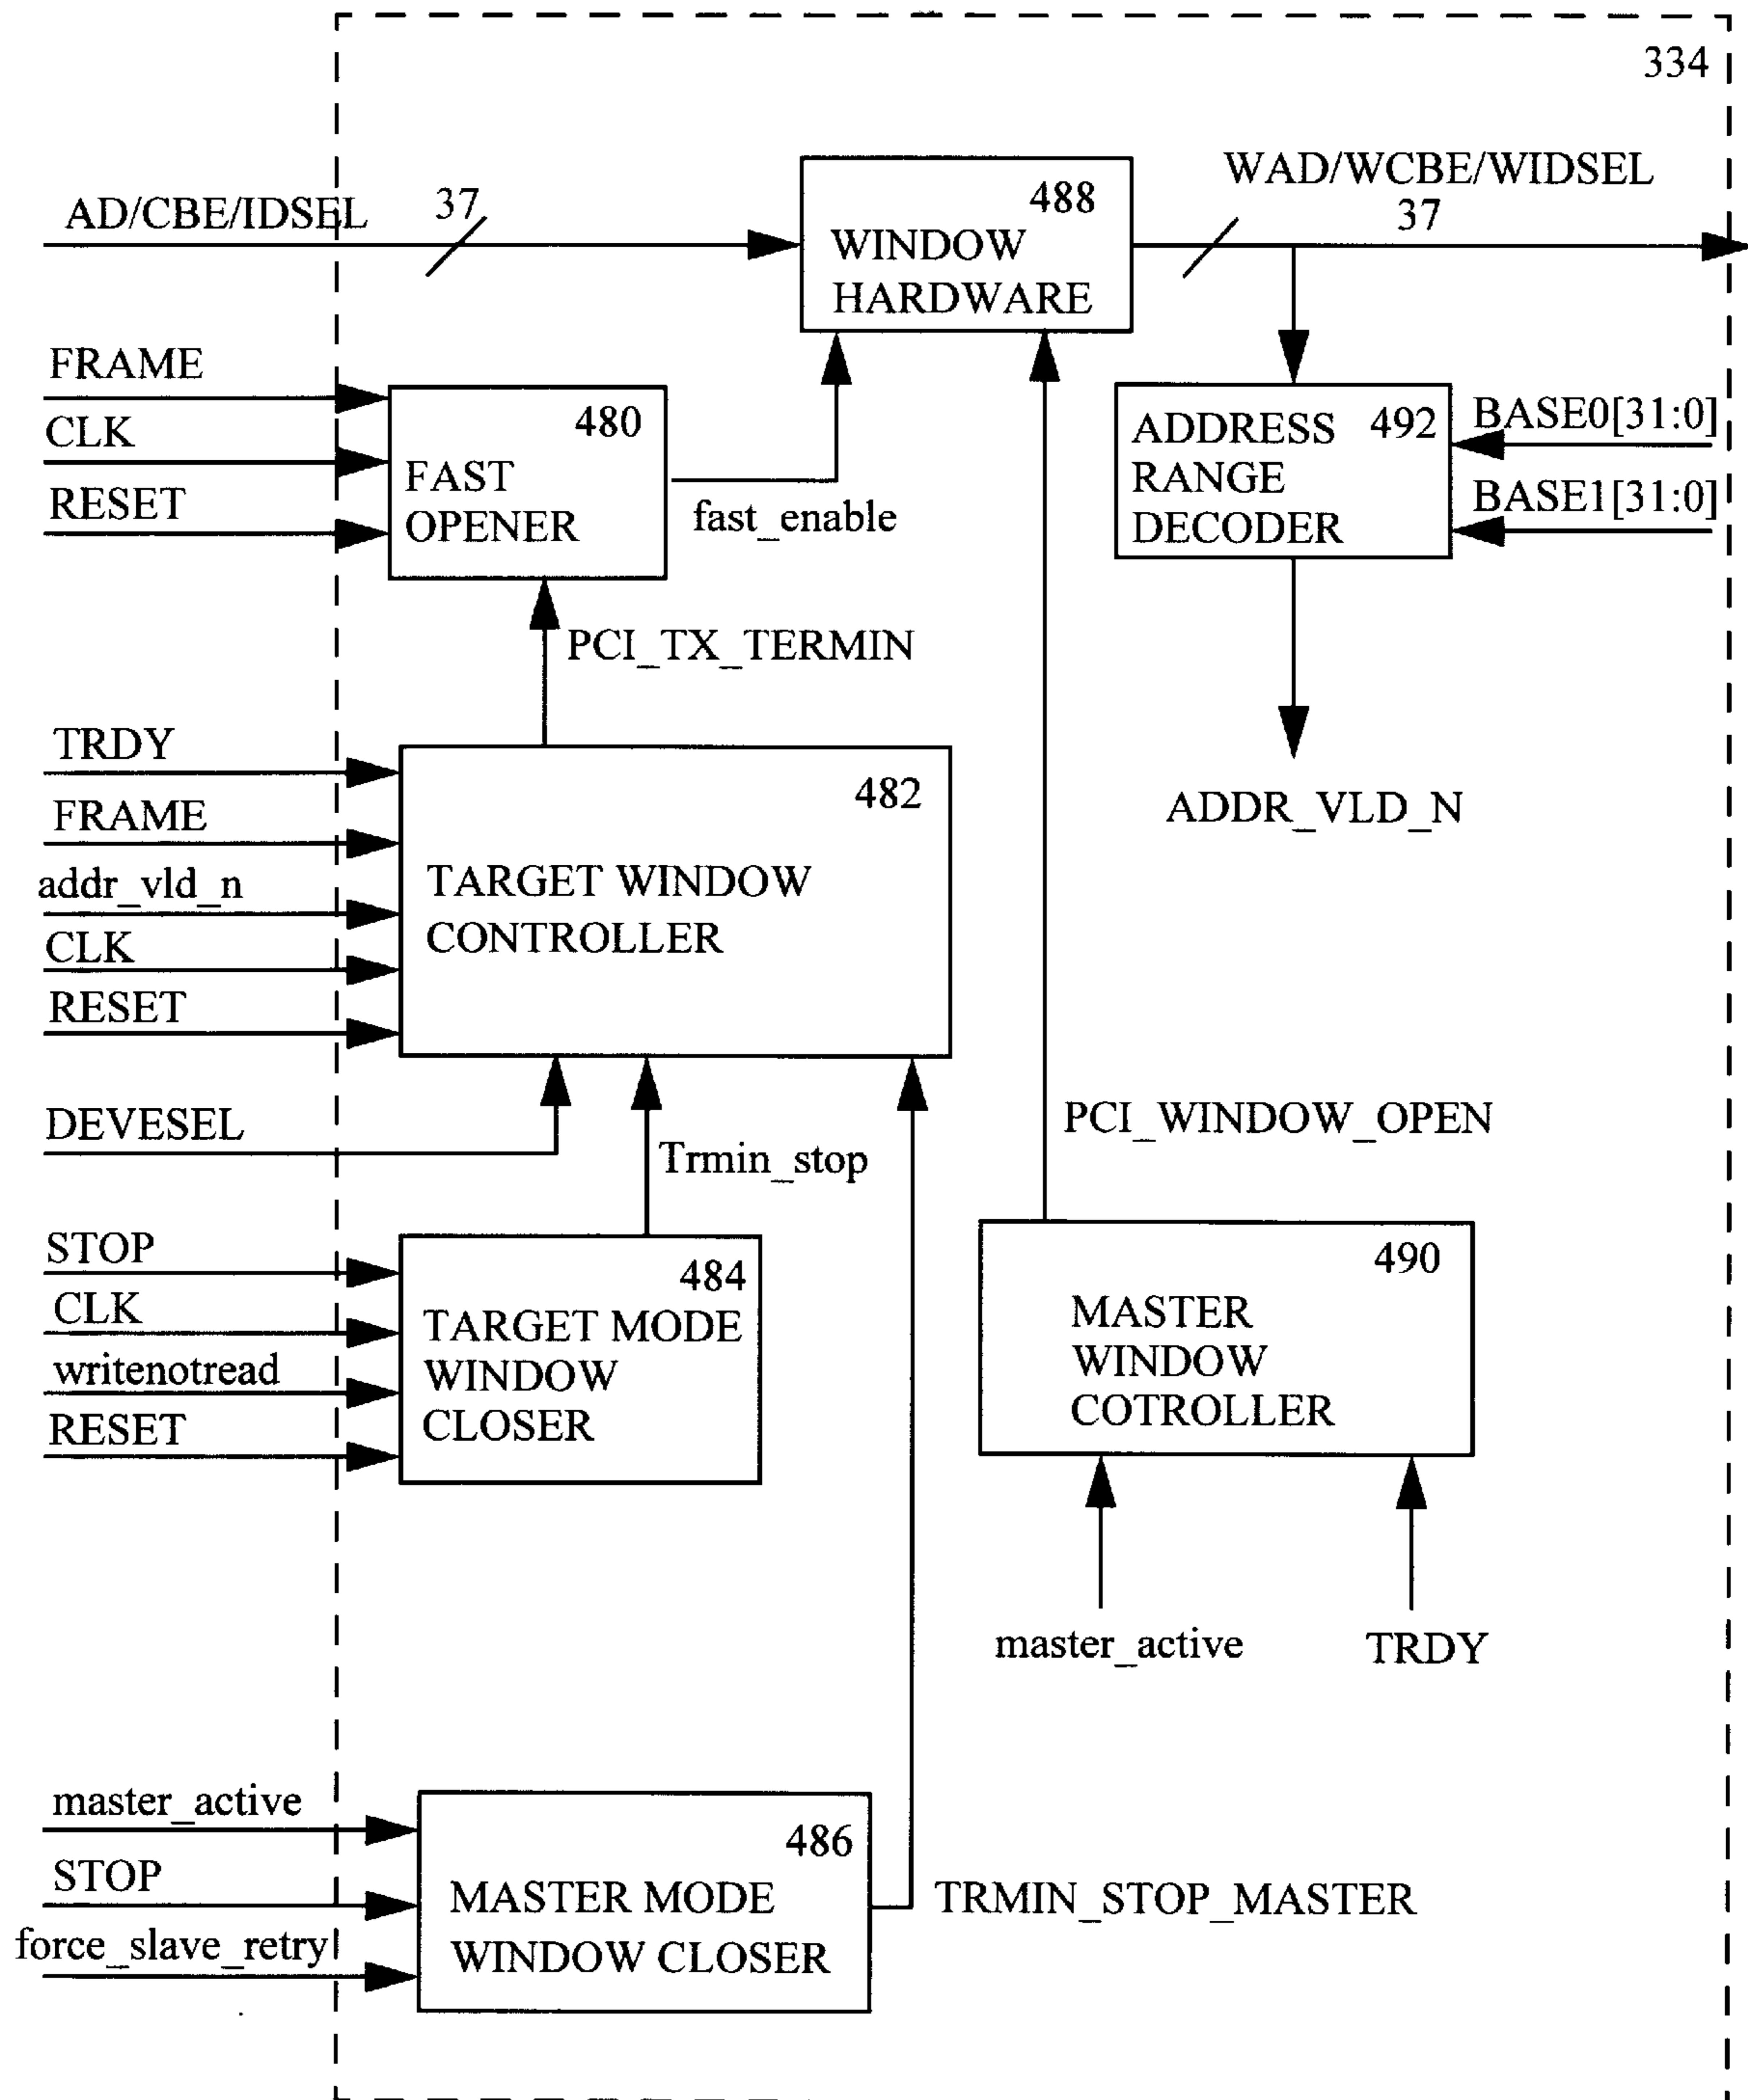 334
WAD/WCBE/WIDSEL
AD/CBE/IDSEL
37
488
37
WINDOW
HARDWARE
FRAME
480
492
BASE0[31:0]
CLK
ADDRESS
FAST
RANGE
BASE1[31:0]
RESET
OPENER
fast_enable
DECODER
PCI_TX_TERMIN
TRDY
482
FRAME
ADDR_VLD_N
addr_vld_n
TARGET WINDOW
CLK
CONTROLLER
RESET
DEVESEL
PCI_WINDOW_OPEN
Trmin_stop
STOP
484
490
CLK
TARGET MODE
MASTER
writenotread
WINDOW
WINDOW
RESET
CLOSER
COTROLLER
master_active
TRDY
master_active
486
STOP
MASTER MODE
TRMIN_STOP_MASTER
force_slave_retry
WINDOW CLOSER